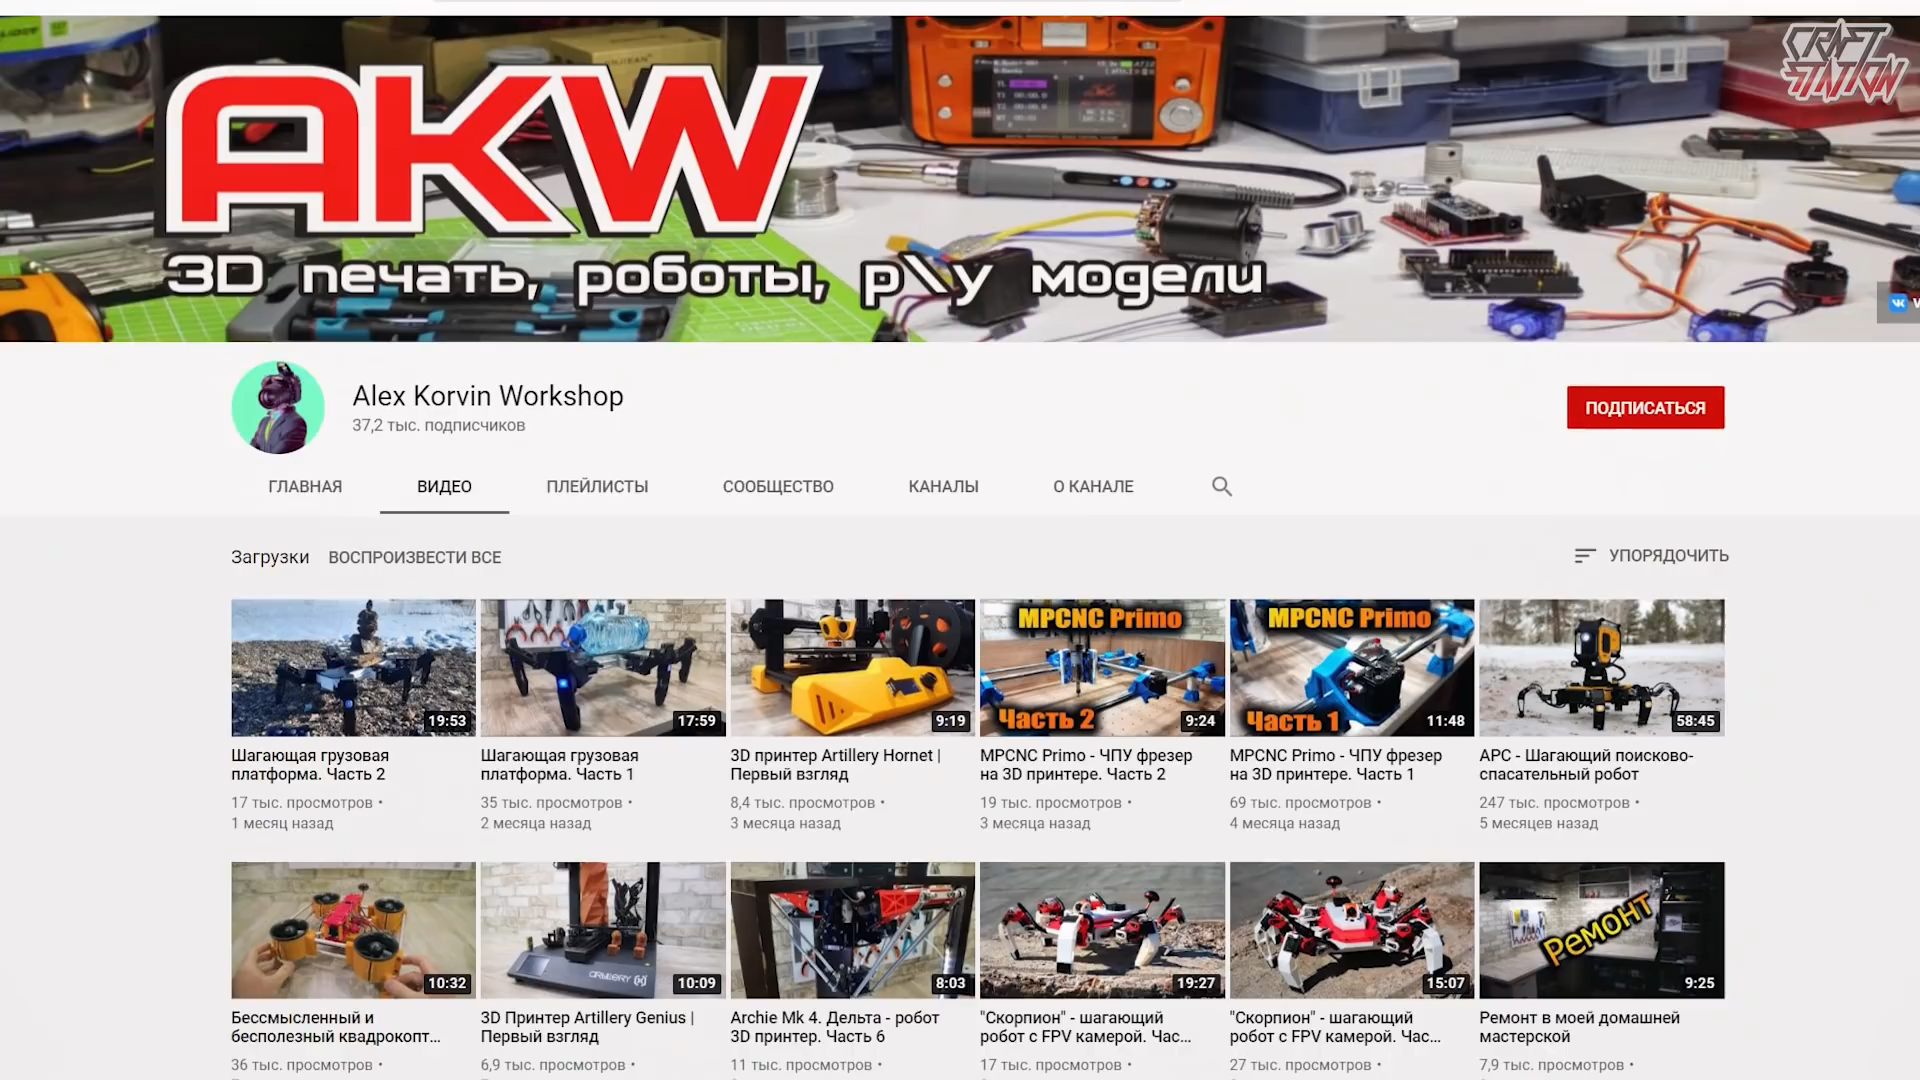 CRAFT
STATION
AKW
3D печать, роботы, р\у модели
Alex Korvin Workshop
37,2 тыс. подписчиков
ПОДПИСАТЬСЯ
ГЛАВНАЯ ВИДЕО ПЛЕЙЛИСТЫ СООБЩЕСТВО КАНАЛЫ О КАНАЛЕ
Загрузки ВОСПРОИЗВЕСТИ ВСЕ УПОРЯДОЧИТЬ
19:53
Шагающая грузовая
платформа. Часть 2
17 тыс. просмотров •
1 месяц назад
17:59
Шагающая грузовая
платформа. Часть 1
35 тыс. просмотров •
2 месяца назад
9:19
3D принтер Artillery Hornet |
Первый взгляд
8,4 тыс. просмотров •
3 месяца назад
MPCNC Primo
Часть 2
9:24
MPCNC Primo - ЧПУ фрезер
на 3D принтере. Часть 2
19 тыс. просмотров •
3 месяца назад
MPCNC Primo
Часть 1
11:48
MPCNC Primo - ЧПУ фрезер
на 3D принтере. Часть 1
69 тыс. просмотров •
4 месяца назад
58:45
АРС - Шагающий поисково-
спасательный робот
247 тыс. просмотров •
5 месяцев назад
10:32
Бессмысленный и
бесполезный квадрокопт...
36 тыс. просмотров •
ARTILLERY
10:09
3D Принтер Artillery Genius |
Первый взгляд
6,9 тыс. просмотров •
8:03
Archie Mk 4. Дельта - робот
3D принтер. Часть 6
11 тыс. просмотров •
19:27
"Скорпион" - шагающий
робот с FPV камерой. Час...
17 тыс. просмотров •
15:07
"Скорпион" - шагающий
робот с FPV камерой. Час...
27 тыс. просмотров •
Ремонт
9:25
Ремонт в моей домашней
мастерской
7,9 тыс. просмотров •